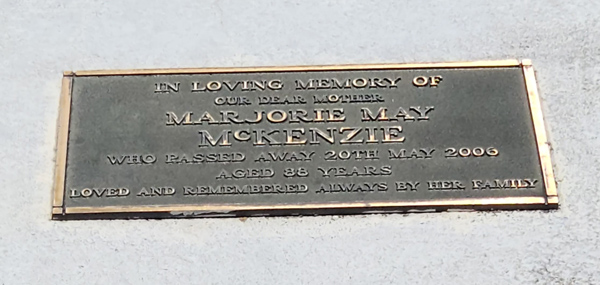 IN LOVING MEMORY OF
OUR DEAR MOTHER
MARJORIE MAY
McKENZIE
WHO PASSED AWAY 20TH MAY 2006
AGED 88 YEARS
LOVED AND REMEMBERED ALWAYS BY HER FAMILY